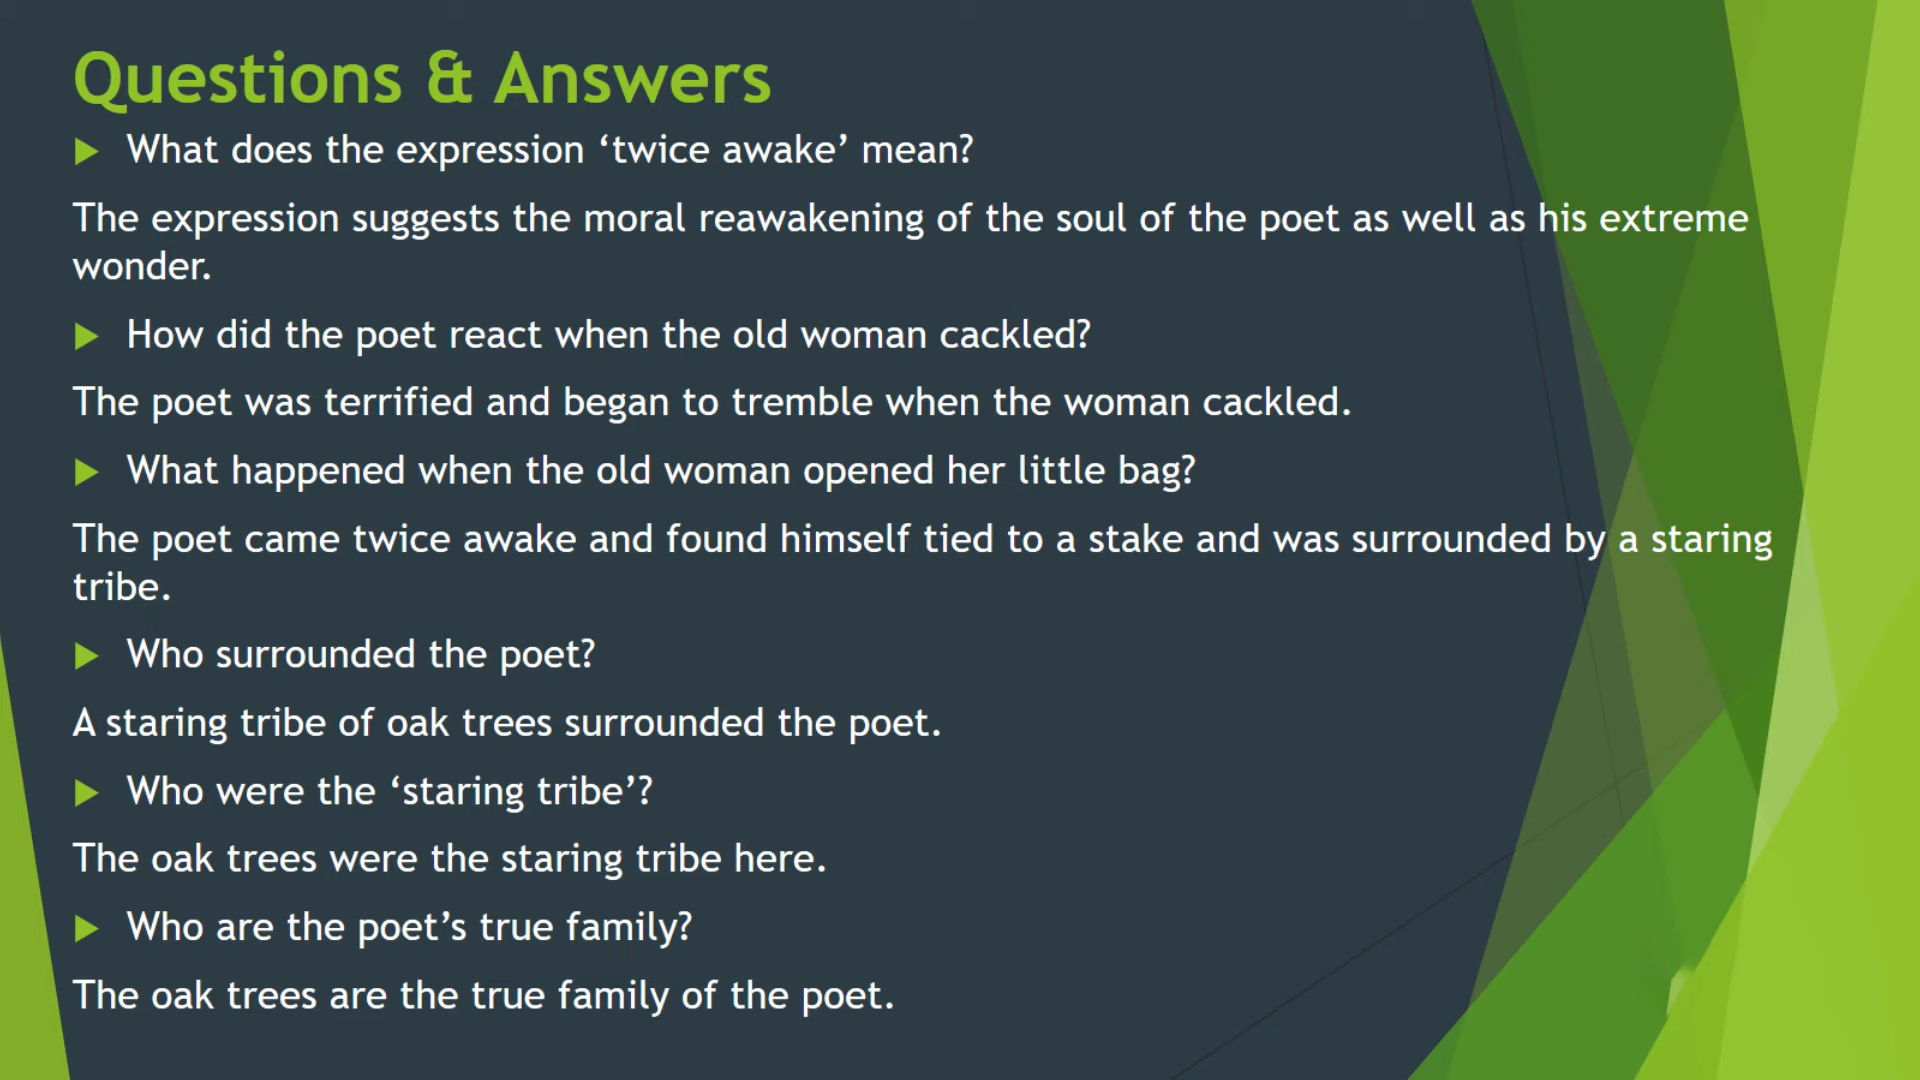 Questions & Answers
What does the expression ‘twice awake’ mean?
The expression suggests the moral reawakening of the soul of the poet as well as his extreme
wonder.
How did the poet react when the old woman cackled?
The poet was terrified and began to tremble when the woman cackled.
What happened when the old woman opened her little bag?
The poet came twice awake and found himself tied to a stake and was surrounded by a staring
tribe.
Who surrounded the poet?
A staring tribe of oak trees surrounded the poet.
Who were the ‘staring tribe’?
The oak trees were the staring tribe here.
Who are the poet’s true family?
The oak trees are the true family of the poet.